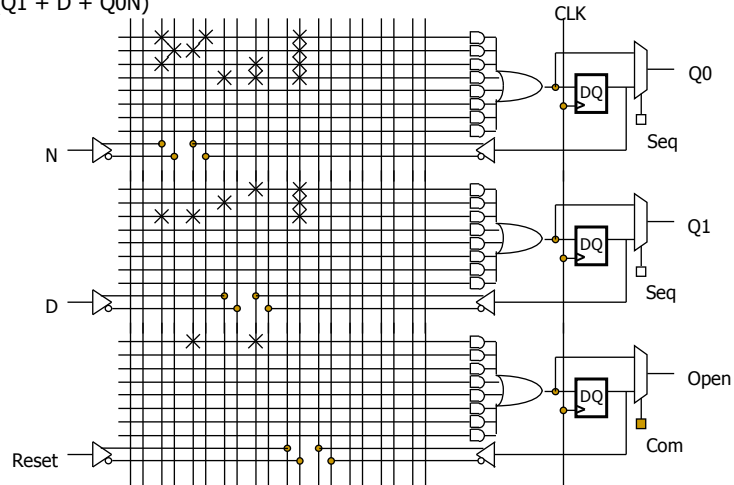 Q1 + D + Q0N)
CLK
DQ
Q0
Seq
N
DQ
Q1
Seq
D
DQ
Open
Com
Reset